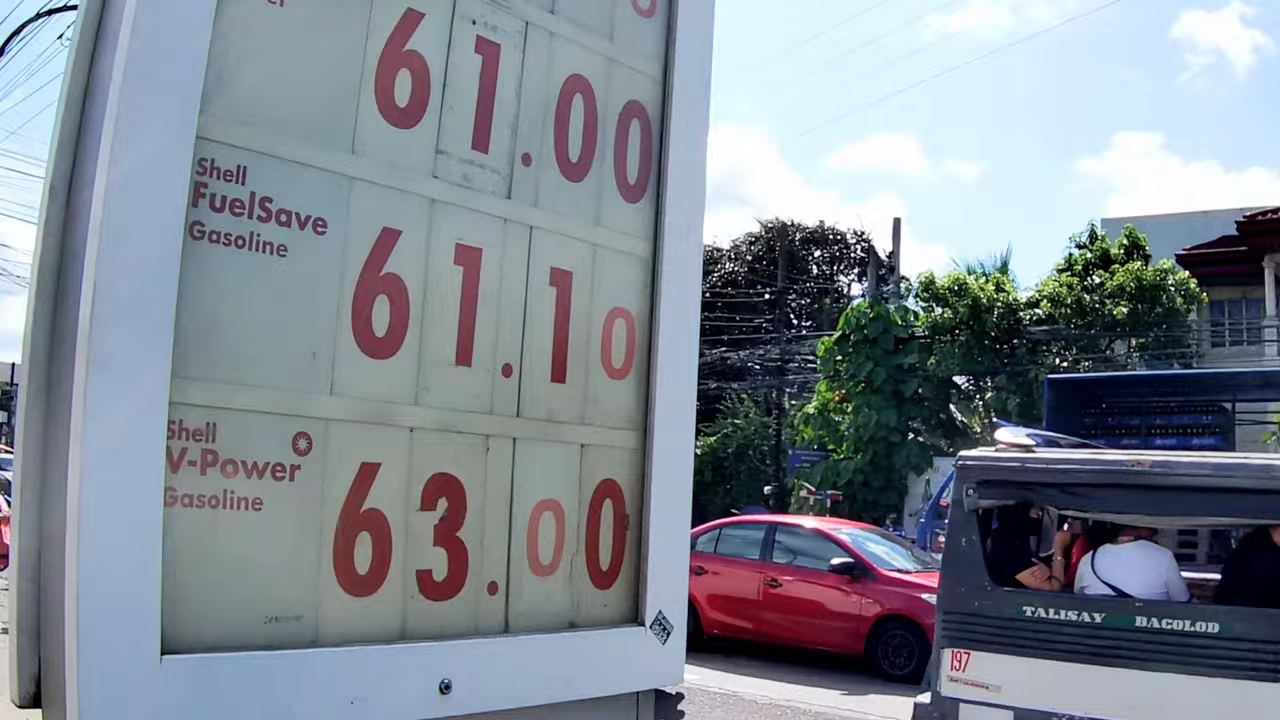 61.00
Shell
FuelSave
Gasoline
61.10
Shell
V-Power
Gasoline
63.00
TALISAY BACOLOD
197